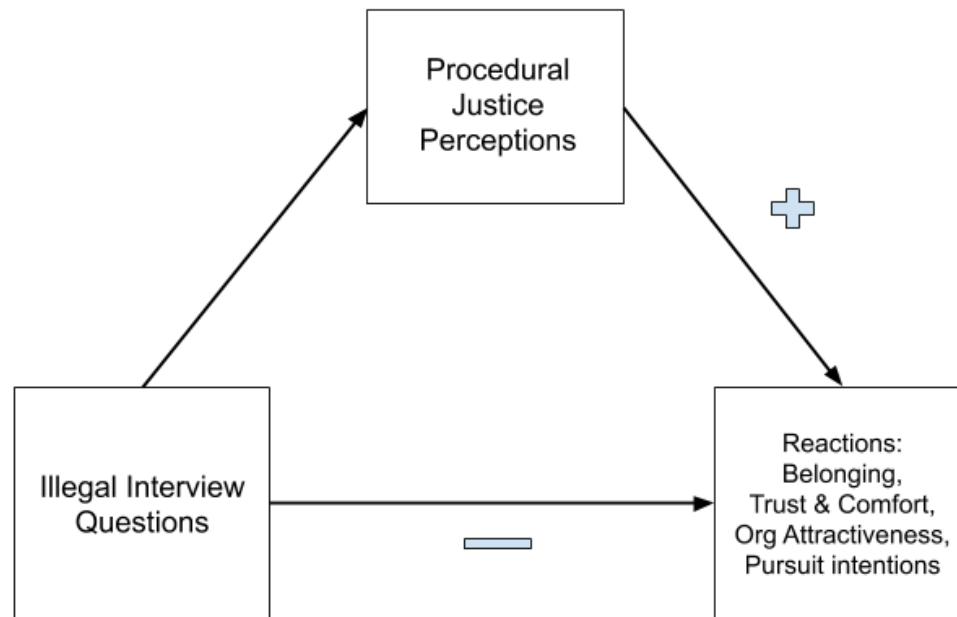 Procedural
Justice
Perceptions
Illegal Interview
Questions
Reactions:
Belonging,
Trust & Comfort,
Org Attractiveness,
Pursuit intentions